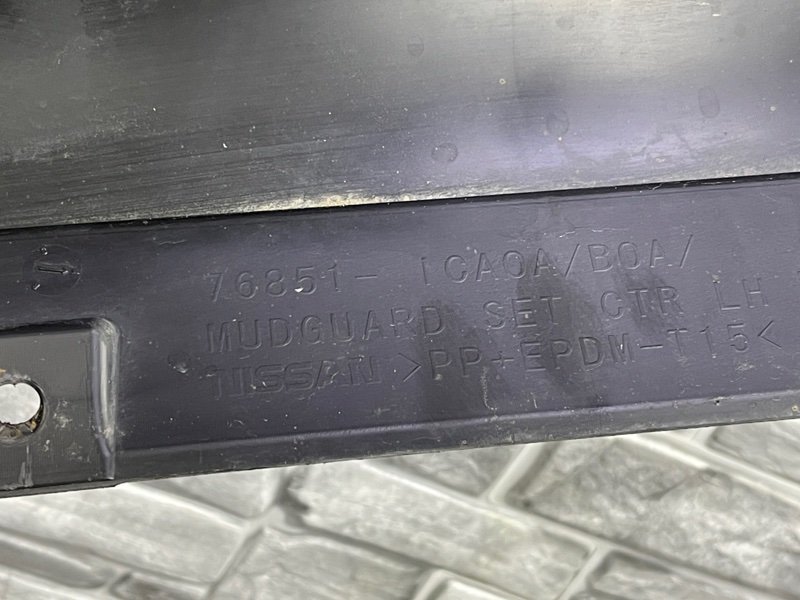 76851- 1CA0A/B0A/
MUDGUARD SET CTR LH
NISSAN >PP+EPDM-T15<